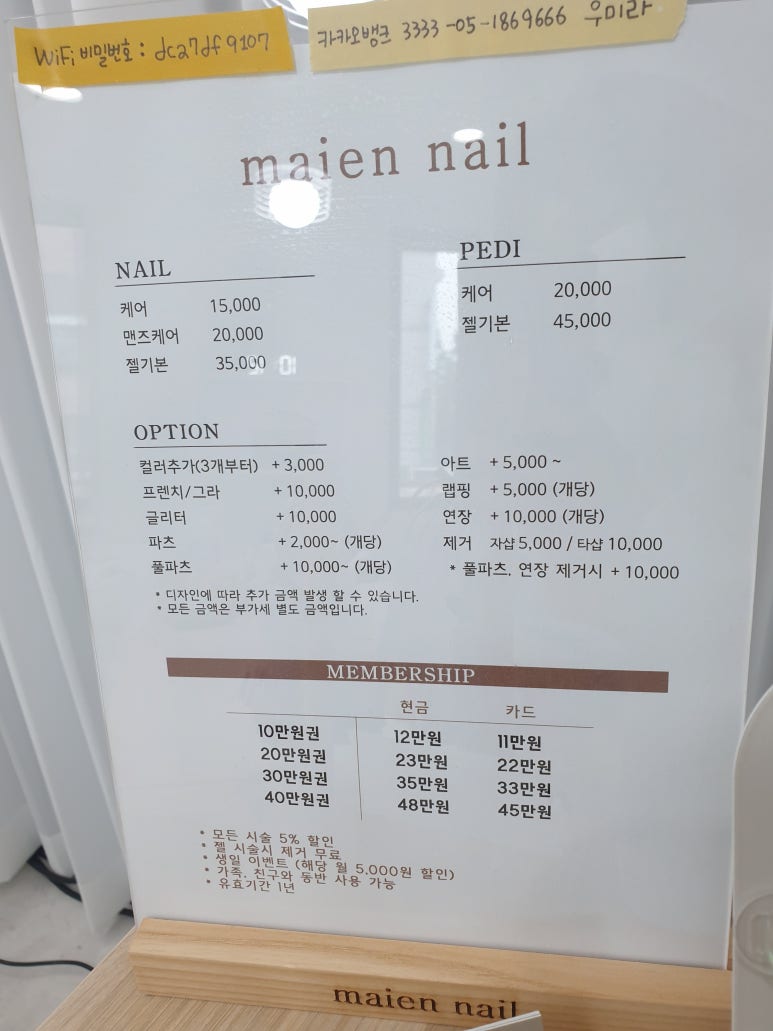 WiFi 비밀번호 : dc27df9107
카카오뱅크 3333-05-1869666 우미라
maien nail
NAIL
케어 15,000
맨즈케어 20,000
젤기본 35,000
PEDI
케어 20,000
젤기본 45,000
OPTION
컬러추가(3개부터) + 3,000
프렌치/그라 + 10,000
글리터 + 10,000
파츠 + 2,000~ (개당)
풀파츠 + 10,000~ (개당)
아트 + 5,000 ~
랩핑 + 5,000 (개당)
연장 + 10,000 (개당)
제거 자샵 5,000 / 타샵 10,000
* 풀파츠, 연장 제거시 + 10,000
* 디자인에 따라 추가 금액 발생 할 수 있습니다.
* 모든 금액은 부가세 별도 금액입니다.
MEMBERSHIP
현금 카드
10만원권 12만원 11만원
20만원권 23만원 22만원
30만원권 35만원 33만원
40만원권 48만원 45만원
* 모든 시술 5% 할인
* 젤 시술시 제거 무료
* 생일 이벤트 (해당 월 5,000원 할인)
* 가족, 친구와 동반 사용 가능
* 유효기간 1년
maien nail